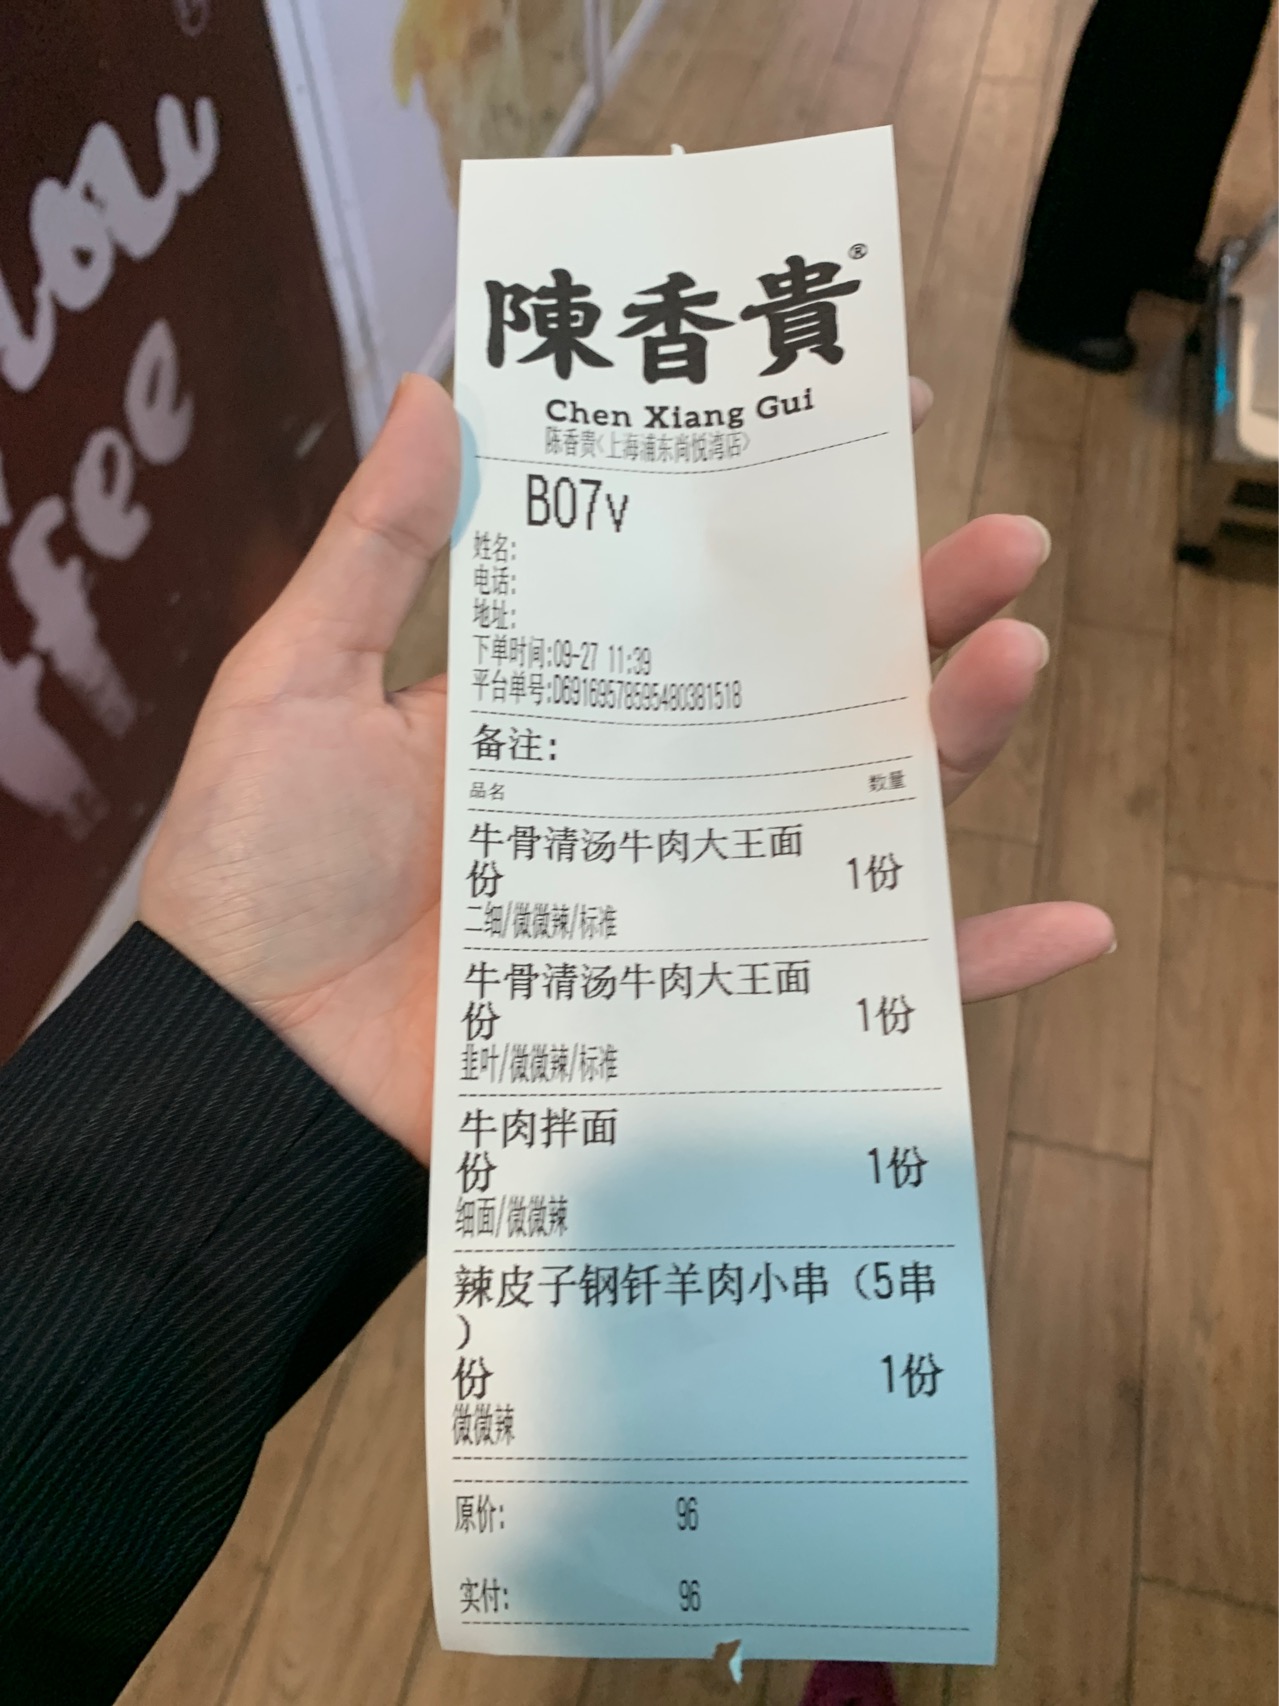 陳香貴®
Chen Xiang Gui
陈香贵<上海浦东尚悦湾店>
B07v
姓名:
电话:
地址:
下单时间:09-27 11:39
平台单号:D69169578595480381518
备注:
品名 数量
牛骨清汤牛肉大王面
份 1份
二细/微微辣/标准
牛骨清汤牛肉大王面
份 1份
韭叶/微微辣/标准
牛肉拌面
份 1份
细面/微微辣
辣皮子钢钎羊肉小串（5串
）
份 1份
微微辣
原价: 96
实付: 96